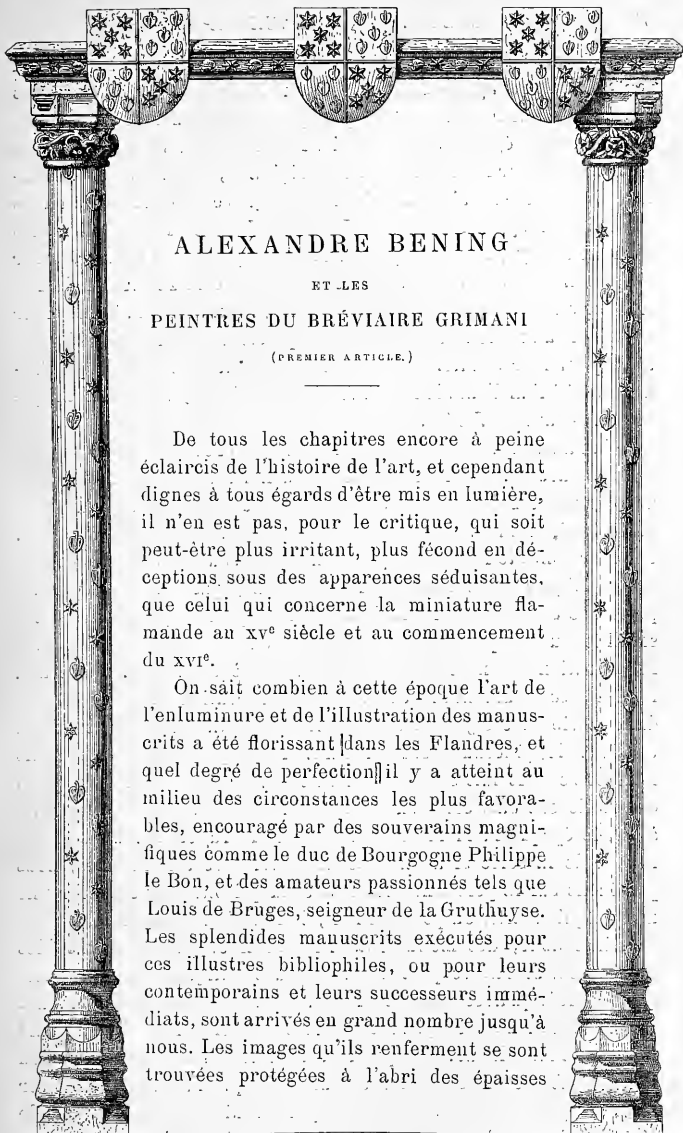 ALEXANDRE BENING
ET LES
PEINTRES DU BRÉVIAIRE GRIMANI
(PREMIER ARTICLE.)
De tous les chapitres encore à peine
éclaircis de l'histoire de l'art, et cependant
dignes à tous égards d'être mis en lumière,
il n'en est pas, pour le critique, qui soit
peut-être plus irritant, plus fécond en dé-
ceptions sous des apparences séduisantes,
que celui qui concerne la miniature fla-
mande au XVe siècle et au commencement
du XVIe.
On sait combien à cette époque l'art de
l'enluminure et de l'illustration des manus-
crits a été florissant dans les Flandres, et
quel degré de perfection il y a atteint au
milieu des circonstances les plus favora-
bles, encouragé par des souverains magni-
fiques comme le duc de Bourgogne Philippe
le Bon, et des amateurs passionnés tels que
Louis de Bruges, seigneur de la Gruthuyse.
Les splendides manuscrits exécutés pour
ces illustres bibliophiles, ou pour leurs
contemporains et leurs successeurs immé-
diats, sont arrivés en grand nombre jusqu'à
nous. Les images qu'ils renferment se sont
trouvées protégées à l'abri des épaisses